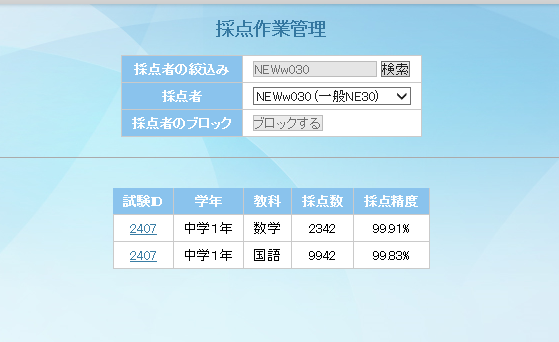 採点作業管理
採点者の絞込み NEWw030 検索
採点者 NEWw030 (一般NE30)
採点者のブロック ブロックする
試験ID 学年 教科 採点数 採点精度
2407 中学1年 数学 2342 99.91%
2407 中学1年 国語 9942 99.83%